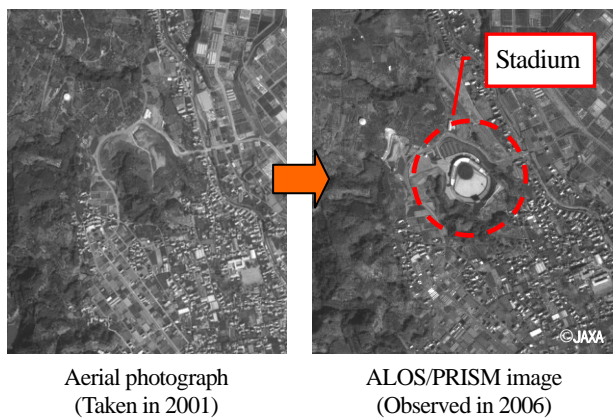 Stadium
©JAXA
Aerial photograph
(Taken in 2001)
ALOS/PRISM image
(Observed in 2006)